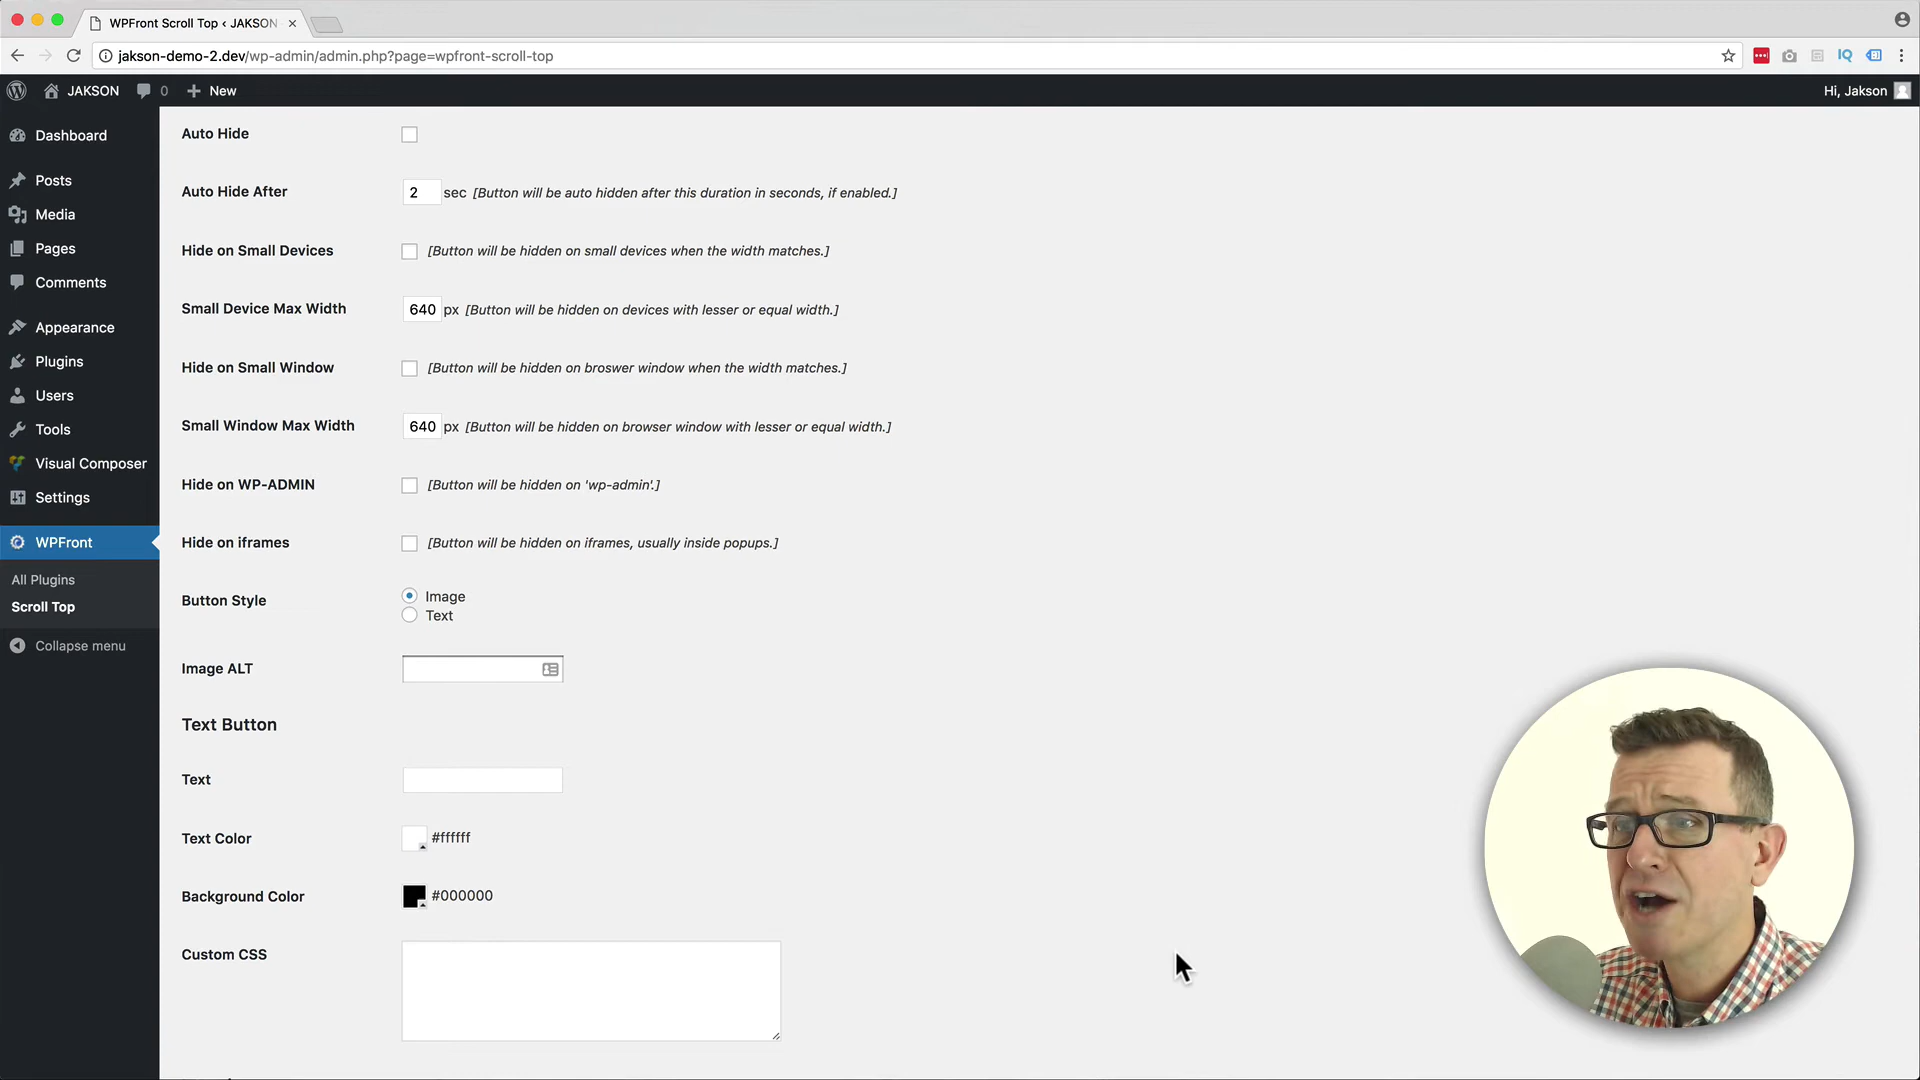 WPFront Scroll Top ‹ JAKSON
jakson-demo-2.dev/wp-admin/admin.php?page=wpfront-scroll-top
IQ
JAKSON 0 New Hi, Jakson
Dashboard
Posts
Media
Pages
Comments
Appearance
Plugins
Users
Tools
Visual Composer
Settings
WPFront
All Plugins
Scroll Top
Collapse menu
Auto Hide
Auto Hide After 2 sec [Button will be auto hidden after this duration in seconds, if enabled.]
Hide on Small Devices [Button will be hidden on small devices when the width matches.]
Small Device Max Width 640 px [Button will be hidden on devices with lesser or equal width.]
Hide on Small Window [Button will be hidden on broswer window when the width matches.]
Small Window Max Width 640 px [Button will be hidden on browser window with lesser or equal width.]
Hide on WP-ADMIN [Button will be hidden on 'wp-admin'.]
Hide on iframes [Button will be hidden on iframes, usually inside popups.]
Button Style Image
Text
Image ALT
Text Button
Text
Text Color #ffffff
Background Color #000000
Custom CSS